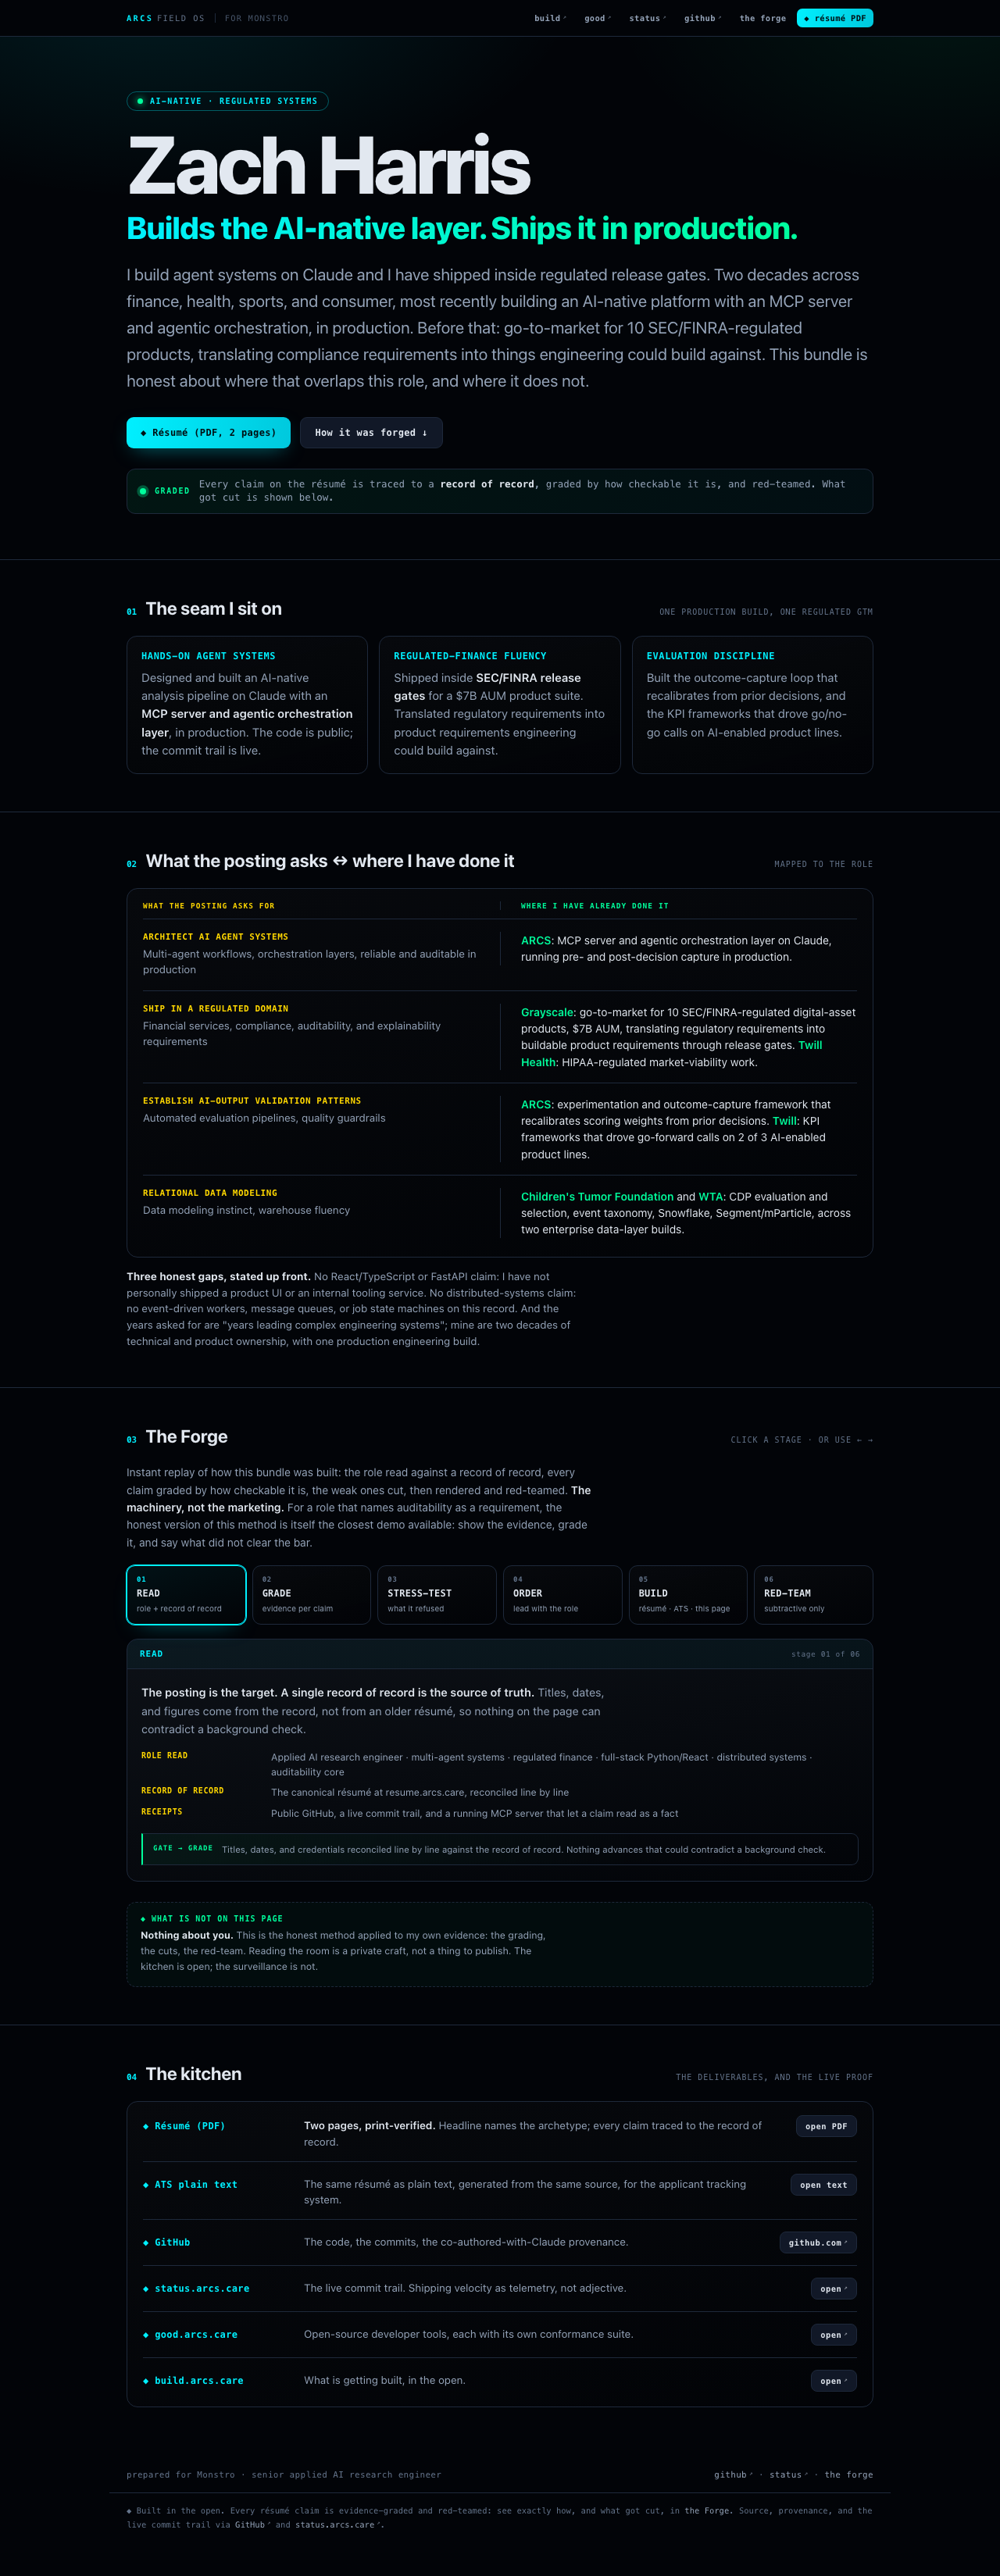 ARCS FIELD OS | FOR MONSTRO
build↗ good↗ status↗ github↗ the forge ◆ résumé PDF
AI-NATIVE · REGULATED SYSTEMS
Zach Harris
Builds the AI-native layer. Ships it in production.
I build agent systems on Claude and I have shipped inside regulated release gates. Two decades across
finance, health, sports, and consumer, most recently building an AI-native platform with an MCP server
and agentic orchestration, in production. Before that: go-to-market for 10 SEC/FINRA-regulated
products, translating compliance requirements into things engineering could build against. This bundle is
honest about where that overlaps this role, and where it does not.
◆ Résumé (PDF, 2 pages) How it was forged ↓
GRADED Every claim on the résumé is traced to a record of record, graded by how checkable it is, and red-teamed. What
got cut is shown below.
01 The seam I sit on ONE PRODUCTION BUILD, ONE REGULATED GTM
HANDS-ON AGENT SYSTEMS
Designed and built an AI-native
analysis pipeline on Claude with an
MCP server and agentic orchestration
layer, in production. The code is public;
the commit trail is live.
REGULATED-FINANCE FLUENCY
Shipped inside SEC/FINRA release
gates for a $7B AUM product suite.
Translated regulatory requirements into
product requirements engineering
could build against.
EVALUATION DISCIPLINE
Built the outcome-capture loop that
recalibrates from prior decisions, and
the KPI frameworks that drove go/no-
go calls on AI-enabled product lines.
02 What the posting asks ↔ where I have done it MAPPED TO THE ROLE
WHAT THE POSTING ASKS FOR WHERE I HAVE ALREADY DONE IT
ARCHITECT AI AGENT SYSTEMS
Multi-agent workflows, orchestration layers, reliable and auditable in
production
ARCS: MCP server and agentic orchestration layer on Claude,
running pre- and post-decision capture in production.
SHIP IN A REGULATED DOMAIN
Financial services, compliance, auditability, and explainability
requirements
Grayscale: go-to-market for 10 SEC/FINRA-regulated digital-asset
products, $7B AUM, translating regulatory requirements into
buildable product requirements through release gates. Twill
Health: HIPAA-regulated market-viability work.
ESTABLISH AI-OUTPUT VALIDATION PATTERNS
Automated evaluation pipelines, quality guardrails
ARCS: experimentation and outcome-capture framework that
recalibrates scoring weights from prior decisions. Twill: KPI
frameworks that drove go-forward calls on 2 of 3 AI-enabled
product lines.
RELATIONAL DATA MODELING
Data modeling instinct, warehouse fluency
Children's Tumor Foundation and WTA: CDP evaluation and
selection, event taxonomy, Snowflake, Segment/mParticle, across
two enterprise data-layer builds.
Three honest gaps, stated up front. No React/TypeScript or FastAPI claim: I have not
personally shipped a product UI or an internal tooling service. No distributed-systems claim:
no event-driven workers, message queues, or job state machines on this record. And the
years asked for are "years leading complex engineering systems"; mine are two decades of
technical and product ownership, with one production engineering build.
03 The Forge CLICK A STAGE · OR USE ← →
Instant replay of how this bundle was built: the role read against a record of record, every
claim graded by how checkable it is, the weak ones cut, then rendered and red-teamed. The
machinery, not the marketing. For a role that names auditability as a requirement, the
honest version of this method is itself the closest demo available: show the evidence, grade
it, and say what did not clear the bar.
01
READ
role + record of record
02
GRADE
evidence per claim
03
STRESS-TEST
what it refused
04
ORDER
lead with the role
05
BUILD
résumé · ATS · this page
06
RED-TEAM
subtractive only
READ stage 01 of 06
The posting is the target. A single record of record is the source of truth. Titles, dates,
and figures come from the record, not from an older résumé, so nothing on the page can
contradict a background check.
ROLE READ Applied AI research engineer · multi-agent systems · regulated finance · full-stack Python/React · distributed systems ·
auditability core
RECORD OF RECORD The canonical résumé at resume.arcs.care, reconciled line by line
RECEIPTS Public GitHub, a live commit trail, and a running MCP server that let a claim read as a fact
GATE → GRADE Titles, dates, and credentials reconciled line by line against the record of record. Nothing advances that could contradict a background check.
◆ WHAT IS NOT ON THIS PAGE
Nothing about you. This is the honest method applied to my own evidence: the grading,
the cuts, the red-team. Reading the room is a private craft, not a thing to publish. The
kitchen is open; the surveillance is not.
04 The kitchen THE DELIVERABLES, AND THE LIVE PROOF
◆ Résumé (PDF) Two pages, print-verified. Headline names the archetype; every claim traced to the record of
record. open PDF
◆ ATS plain text The same résumé as plain text, generated from the same source, for the applicant tracking
system. open text
◆ GitHub The code, the commits, the co-authored-with-Claude provenance. github.com↗
◆ status.arcs.care The live commit trail. Shipping velocity as telemetry, not adjective. open↗
◆ good.arcs.care Open-source developer tools, each with its own conformance suite. open↗
◆ build.arcs.care What is getting built, in the open. open↗
prepared for Monstro · senior applied AI research engineer github↗ · status↗ · the forge
◆ Built in the open. Every résumé claim is evidence-graded and red-teamed: see exactly how, and what got cut, in the Forge. Source, provenance, and the
live commit trail via GitHub↗ and status.arcs.care↗.